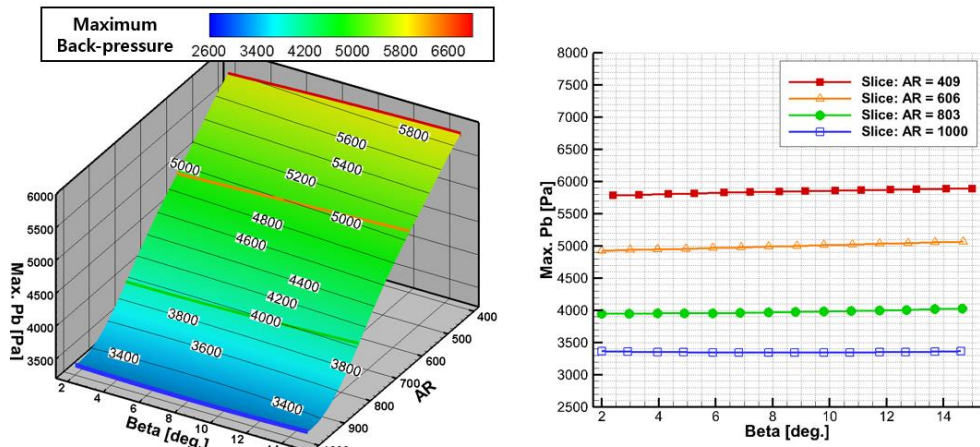 Maximum
Back-pressure
2600 3400 4200 5000 5800 6600
6000
5500
5000
4500
4000
3500
Max. Pb [Pa]
5800
5600
5400
5200
5000
5000
4800
4600
4400
4200
4000
3800
3800
3600
3400
3400
2 4 6 8 10 12
Beta [deg.]
400
500
600
700
800
900
AR
8000
7500
7000
6500
6000
5500
5000
4500
4000
3500
3000
2500
Max. Pb [Pa]
Slice: AR = 409
Slice: AR = 606
Slice: AR = 803
Slice: AR = 1000
2 4 6 8 10 12 14
Beta [deg.]